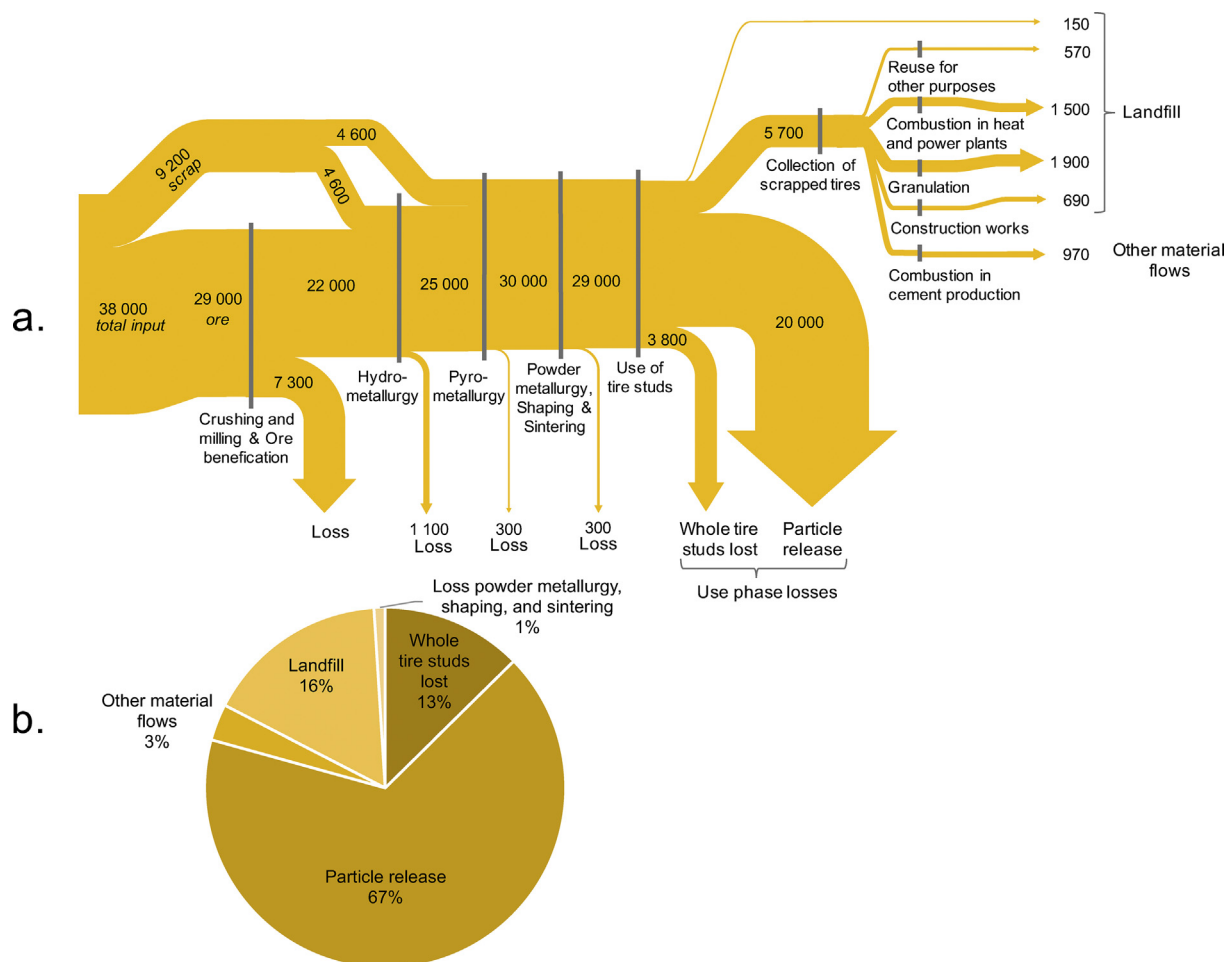 a.
38 000
total input
9 200
scrap
29 000
ore
4 600
4 600
22 000
25 000
30 000
29 000
7 300
3 800
5 700
20 000
Crushing and
milling & Ore
benefication
Hydro-
metallurgy
Pyro-
metallurgy
Powder
metallurgy,
Shaping &
Sintering
Use of
tire studs
Collection of
scrapped tires
Reuse for
other purposes
Combustion in heat
and power plants
Granulation
Construction works
Combustion in
cement production
150
570
1 500
1 900
690
970
Landfill
Other material
flows
Loss
1 100
Loss
300
Loss
300
Loss
Whole tire
studs lost
Particle
release
Use phase losses
b.
Loss powder metallurgy,
shaping, and sintering
1%
Whole
tire studs
lost
13%
Landfill
16%
Other material
flows
3%
Particle release
67%